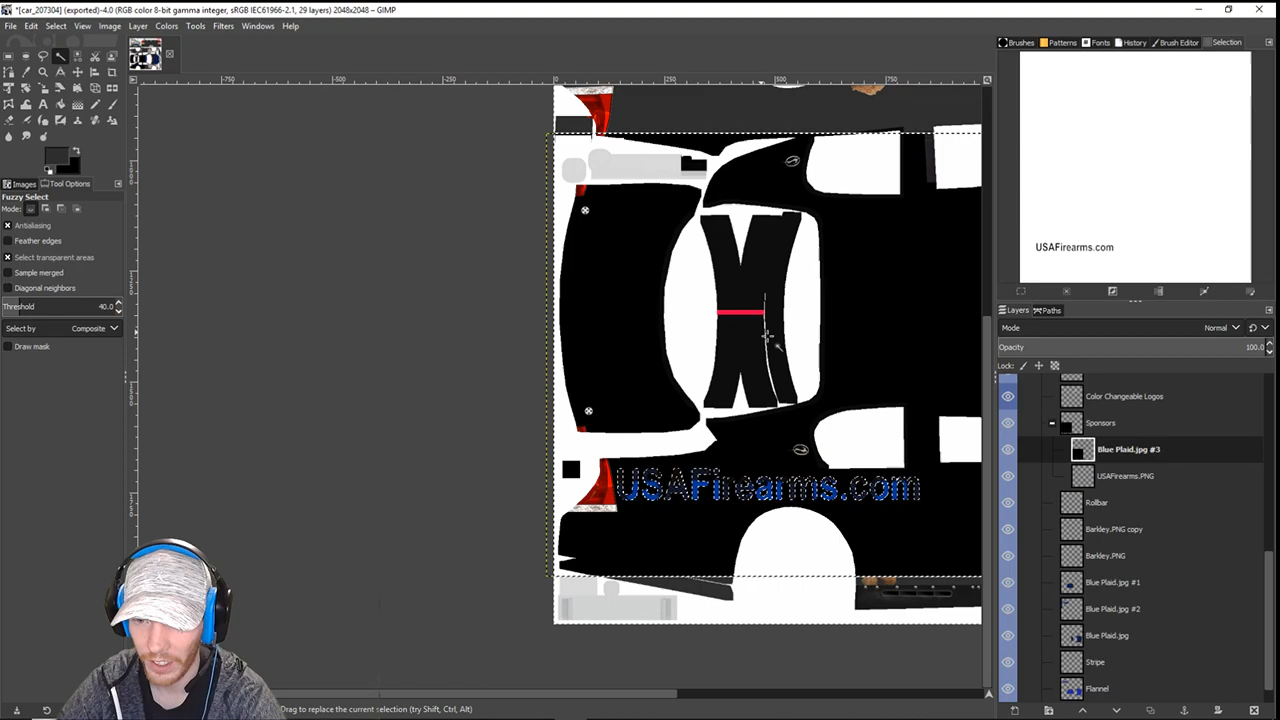 *[car_207304] (exported)-4.0 (RGB color 8-bit gamma integer, sRGB IEC61966-2.1, 29 layers) 2048x2048 – GIMP
File Edit Select View Image Layer Colors Tools Filters Windows Help
Brushes Patterns Fonts History Brush Editor Selection
Images Tool Options
Fuzzy Select
Mode:
Antialiasing
Feather edges
Select transparent areas
Sample merged
Diagonal neighbors
Threshold 40.0
Select by Composite
Draw mask
USAFirearms.com
USAFirearms.com
Layers Paths
Mode Normal
Opacity 100.0
Lock:
Color Changeable Logos
Sponsors
Blue Plaid.jpg #3
USAFirearms.PNG
Rollbar
Barkley.PNG copy
Barkley.PNG
Blue Plaid.jpg #1
Blue Plaid.jpg #2
Blue Plaid.jpg
Stripe
Flannel
Drag to replace the current selection (try Shift, Ctrl, Alt)